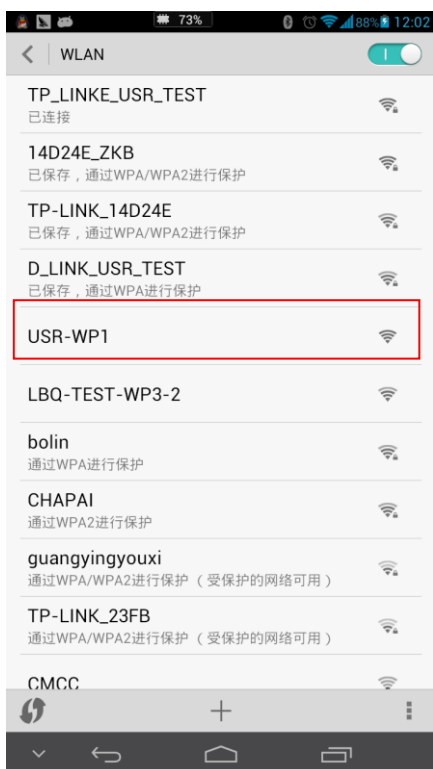 73% 88% 12:02
WLAN
TP_LINKE_USR_TEST
已连接
14D24E_ZKB
已保存，通过WPA/WPA2进行保护
TP-LINK_14D24E
已保存，通过WPA/WPA2进行保护
D_LINK_USR_TEST
已保存，通过WPA进行保护
USR-WP1
LBQ-TEST-WP3-2
bolin
通过WPA进行保护
CHAPAI
通过WPA2进行保护
guangyingyouxi
通过WPA/WPA2进行保护（受保护的网络可用）
TP-LINK_23FB
通过WPA/WPA2进行保护（受保护的网络可用）
CMCC